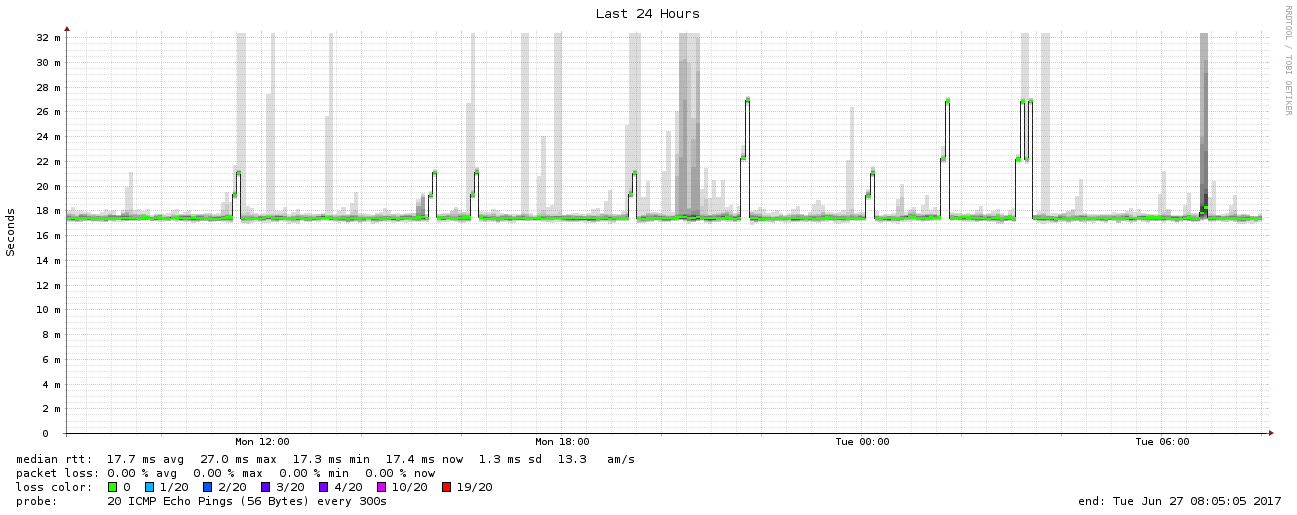 Last 24 Hours
RRDTOOL / TOBI OETIKER
Seconds
32 m
30 m
28 m
26 m
24 m
22 m
20 m
18 m
16 m
14 m
12 m
10 m
8 m
6 m
4 m
2 m
0
Mon 12:00 Mon 18:00 Tue 00:00 Tue 06:00
median rtt: 17.7 ms avg 27.0 ms max 17.3 ms min 17.4 ms now 1.3 ms sd 13.3 am/s
packet loss: 0.00 % avg 0.00 % max 0.00 % min 0.00 % now
loss color: 0 1/20 2/20 3/20 4/20 10/20 19/20
probe: 20 ICMP Echo Pings (56 Bytes) every 300s end: Tue Jun 27 08:05:05 2017